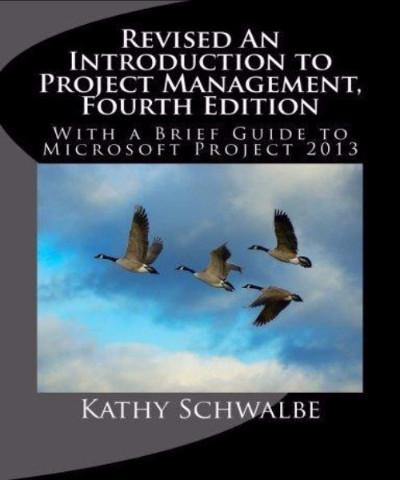 Revised An
Introduction to
Project Management,
Fourth Edition
With a Brief Guide to
Microsoft Project 2013
Kathy Schwalbe